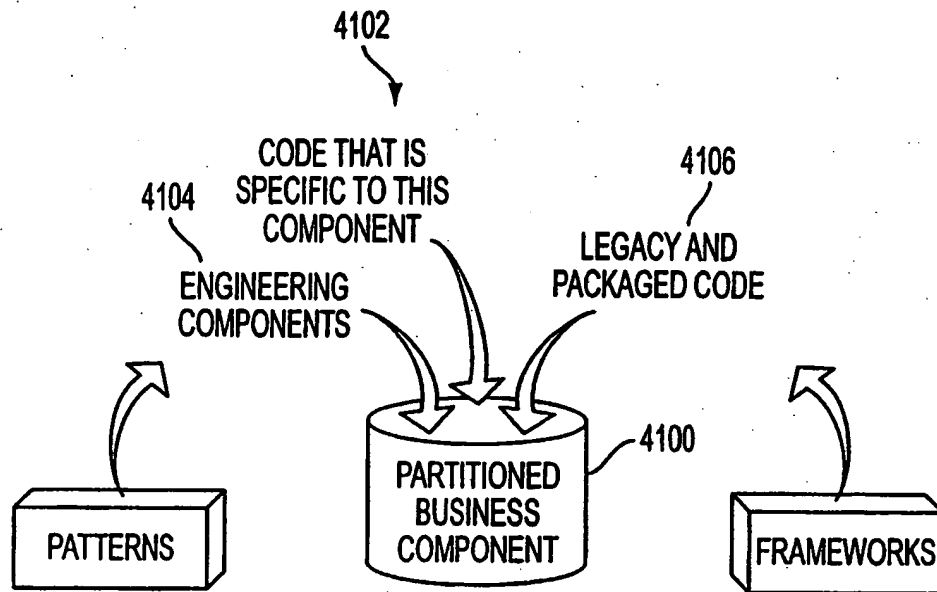 4102
CODE THAT IS
SPECIFIC TO THIS
COMPONENT
4104
ENGINEERING
COMPONENTS
4106
LEGACY AND
PACKAGED CODE
4100
PARTITIONED
BUSINESS
COMPONENT
PATTERNS
FRAMEWORKS